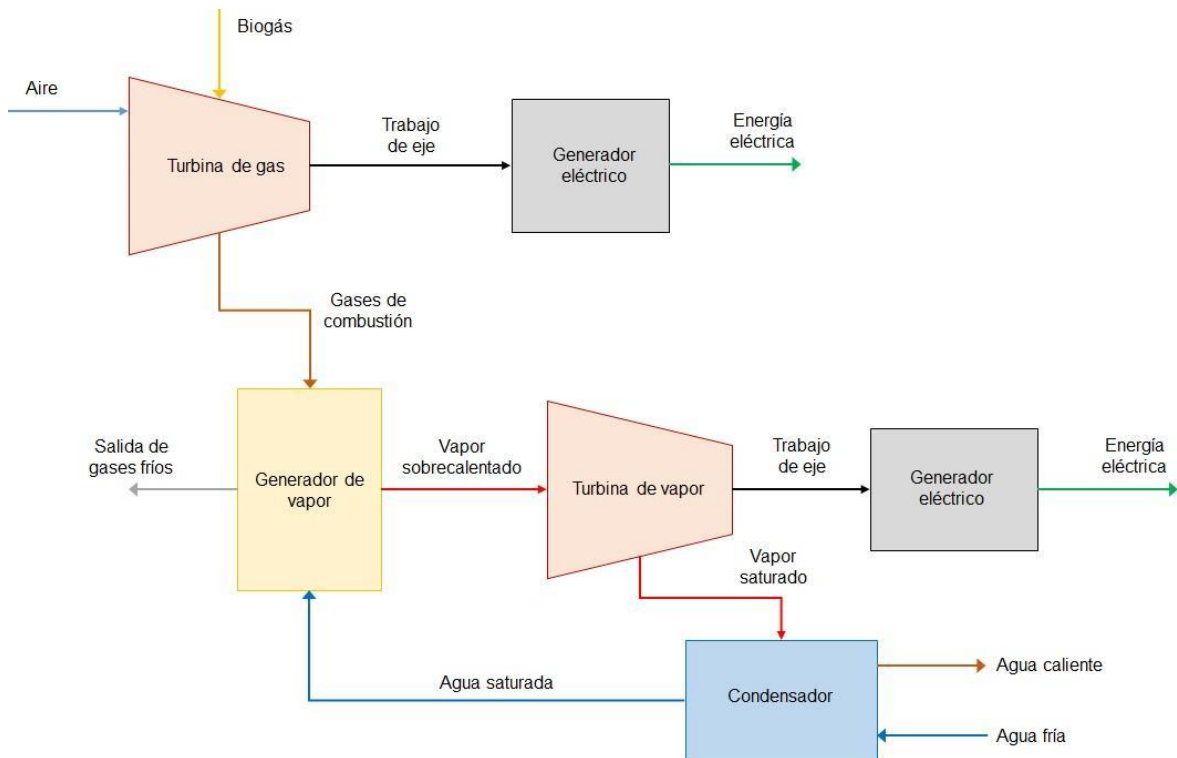 Biogás
Aire
Turbina de gas
Trabajo
de eje
Generador
eléctrico
Energía
eléctrica
Gases de
combustión
Salida de
gases fríos
Generador de
vapor
Vapor
sobrecalentado
Turbina de vapor
Trabajo
de eje
Generador
eléctrico
Energía
eléctrica
Vapor
saturado
Agua saturada
Condensador
Agua caliente
Agua fría